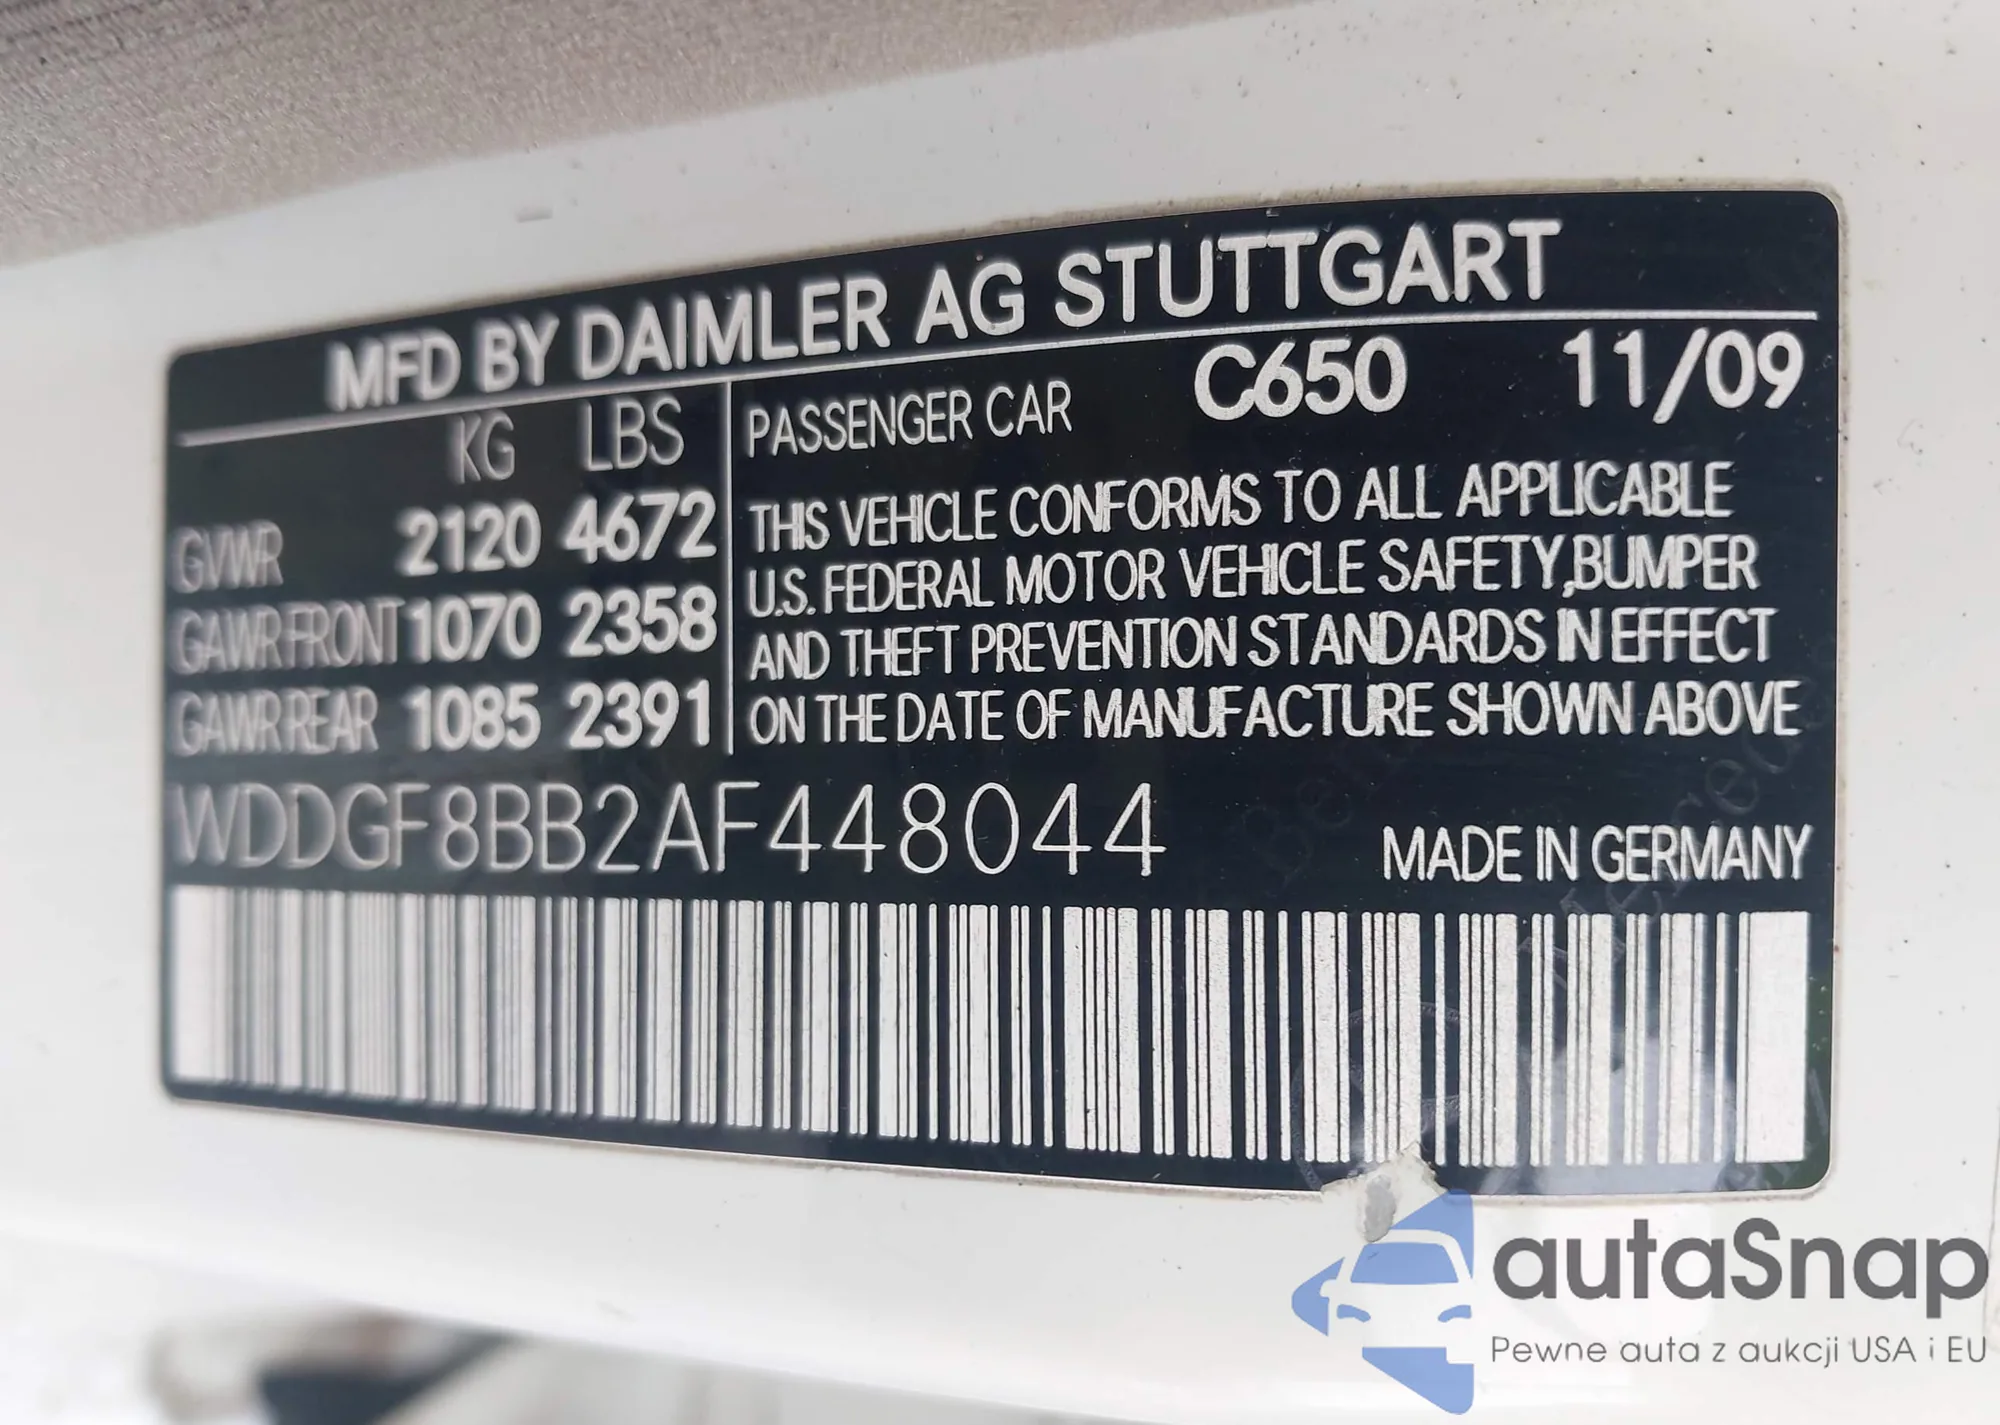 MFD BY DAIMLER AG STUTTGART
KG LBS
GVWR 2120 4672
GAWR FRONT 1070 2358
GAWR REAR 1085 2391
PASSENGER CAR C650 11/09
THIS VEHICLE CONFORMS TO ALL APPLICABLE
U.S. FEDERAL MOTOR VEHICLE SAFETY, BUMPER
AND THEFT PREVENTION STANDARDS IN EFFECT
ON THE DATE OF MANUFACTURE SHOWN ABOVE
WDDGF8BB2AF448044
MADE IN GERMANY
autaSnap
Pewne auta z aukcji USA i EU